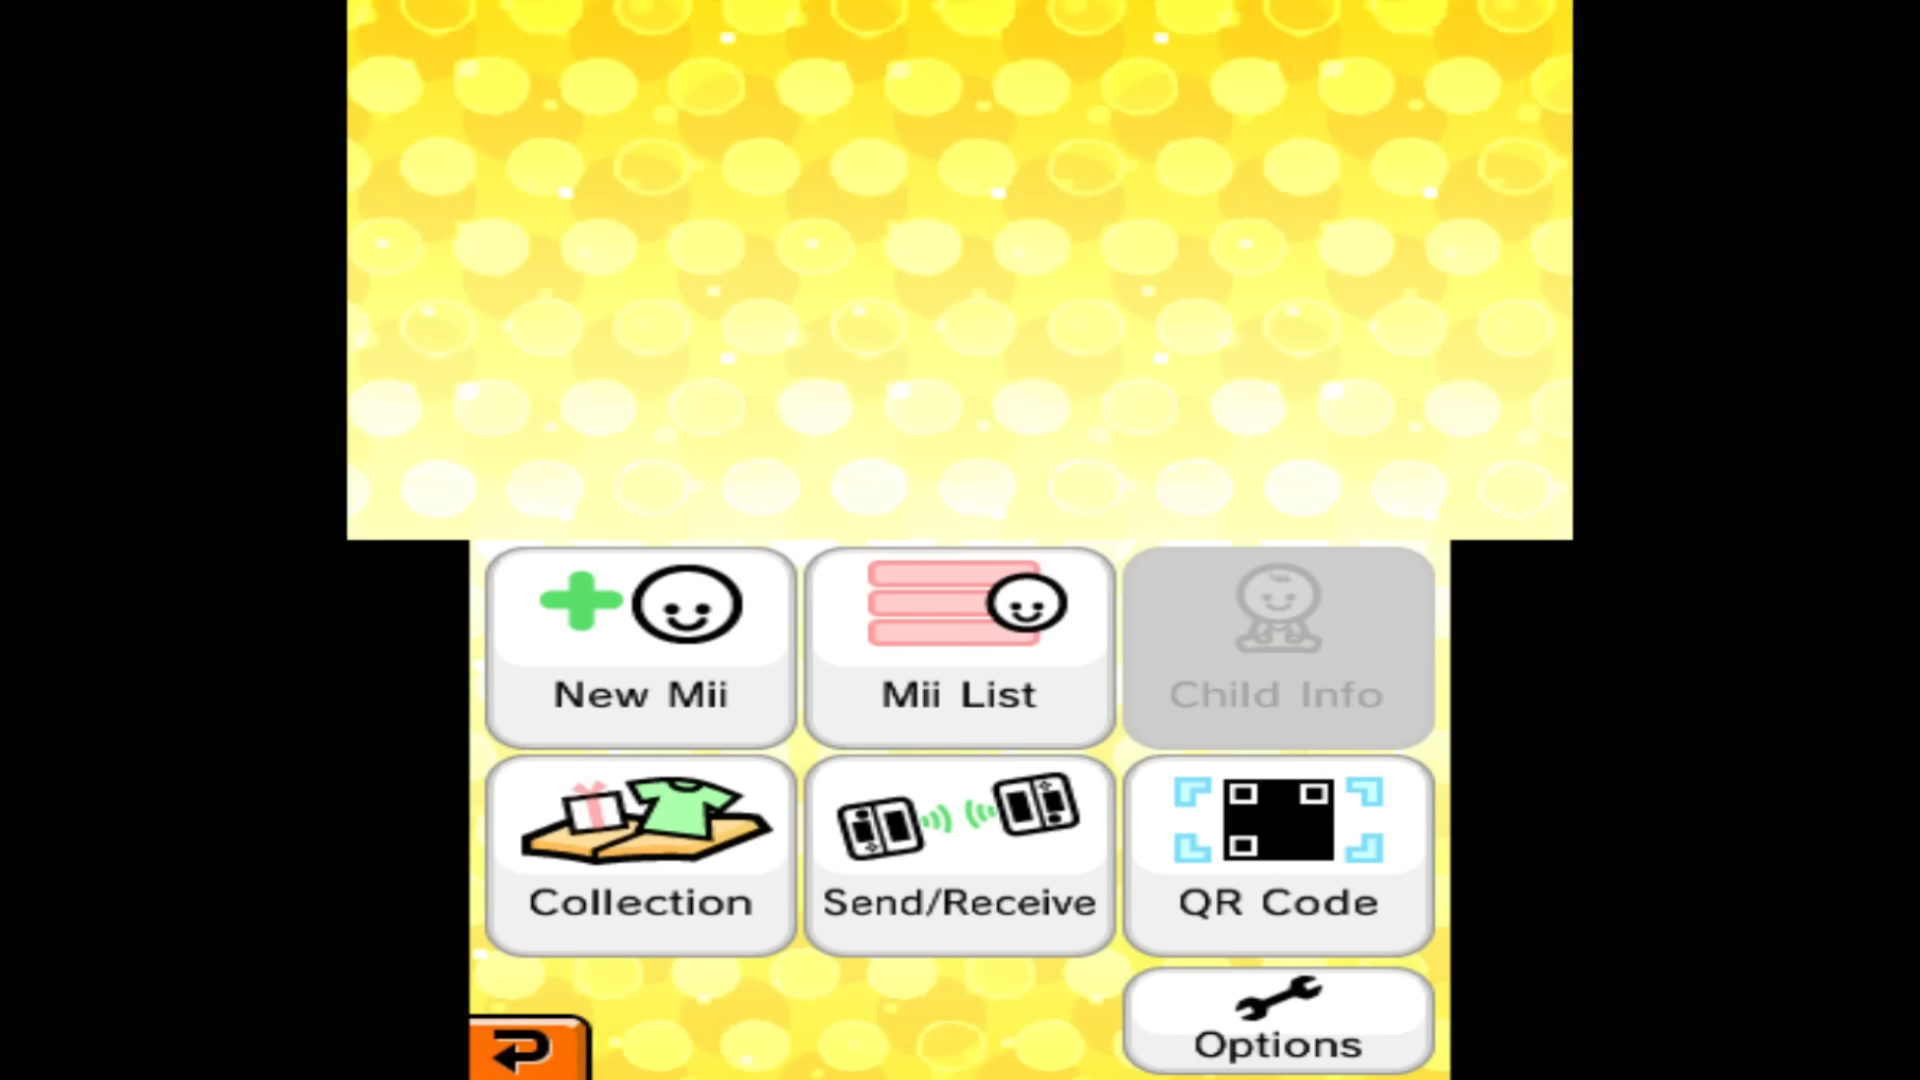 New Mii
Mii List
Child Info
Collection
Send/Receive
QR Code
Options